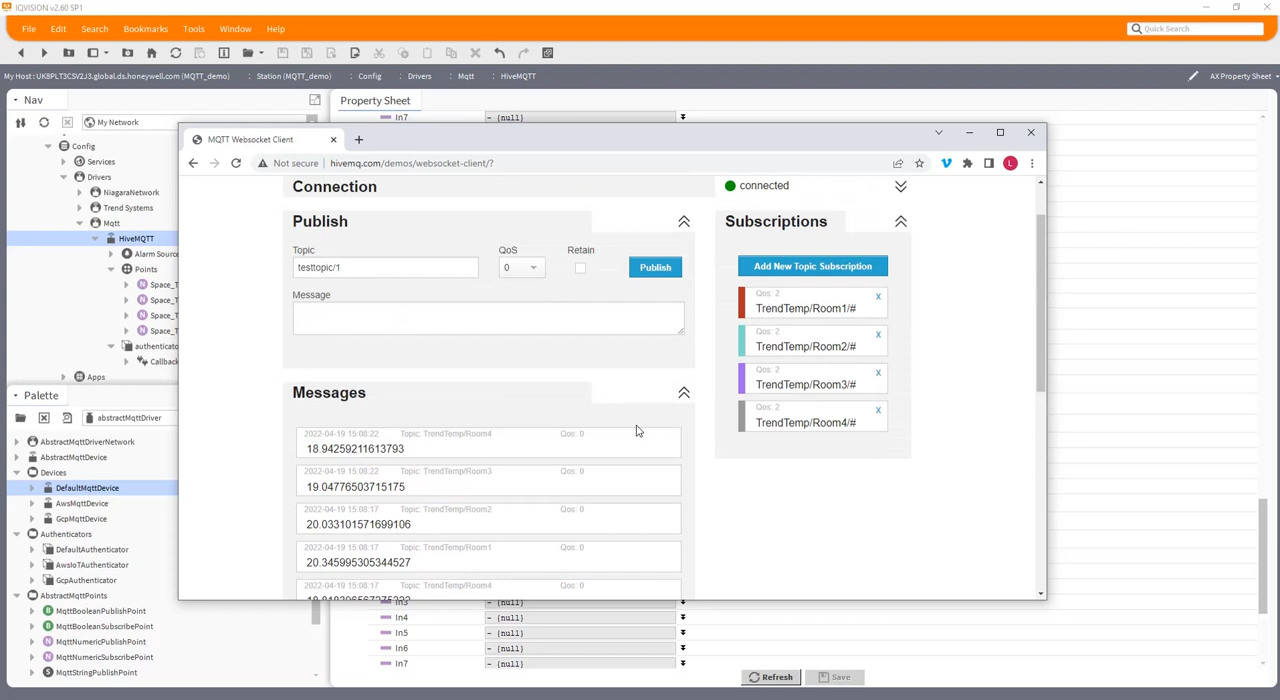 IQVISION v2.60 SP1
File Edit Search Bookmarks Tools Window Help
Quick Search
My Host : UK8PLT3CSV2J3.global.ds.honeywell.com (MQTT_demo) : Station (MQTT_demo) : Config : Drivers : Mqtt : HiveMQTT
AX Property Sheet
Nav
My Network
Config
Services
Drivers
NiagaraNetwork
Trend Systems
Mqtt
HiveMQTT
Alarm Sourc
Points
Space_T
Space_T
Space_T
Space_T
authenticato
Callback
Apps
Palette
abstractMqttDriver
AbstractMqttDriverNetwork
AbstractMqttDevice
Devices
DefaultMqttDevice
AwsMqttDevice
GcpMqttDevice
Authenticators
DefaultAuthenticator
AwsIoTAuthenticator
GcpAuthenticator
AbstractMqttPoints
MqttBooleanPublishPoint
MqttBooleanSubscribePoint
MqttNumericPublishPoint
MqttNumericSubscribePoint
MqttStringPublishPoint
Property Sheet
In7 - {null}
MQTT Websocket Client
Not secure hivemq.com/demos/websocket-client/?
L
Connection
connected
Publish
Topic QoS Retain
testtopic/1 0 Publish
Message
Messages
2022-04-19 15:08:22 Topic: TrendTemp/Room4 Qos: 0
18.94259211613793
2022-04-19 15:08:22 Topic: TrendTemp/Room3 Qos: 0
19.04776503715175
2022-04-19 15:08:17 Topic: TrendTemp/Room2 Qos: 0
20.033101571699106
2022-04-19 15:08:17 Topic: TrendTemp/Room1 Qos: 0
20.345995305344527
2022-04-19 15:08:17 Topic: TrendTemp/Room4 Qos: 0
Subscriptions
Add New Topic Subscription
Qos: 2 X
TrendTemp/Room1/#
Qos: 2 X
TrendTemp/Room2/#
Qos: 2 X
TrendTemp/Room3/#
Qos: 2 X
TrendTemp/Room4/#
In3 - {null}
In4 - {null}
In5 - {null}
In6 - {null}
In7 - {null}
Refresh Save